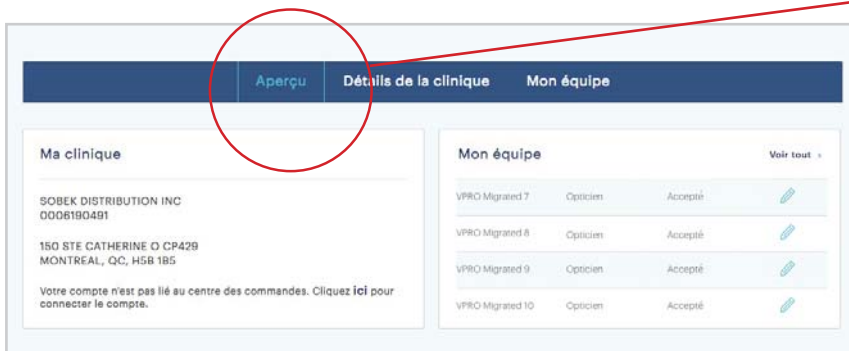 Aperçu Détails de la clinique Mon équipe
Ma clinique
SOBEK DISTRIBUTION INC
0006190491
150 STE CATHERINE O CP429
MONTREAL, QC, H5B 1B5
Votre compte n'est pas lié au centre des commandes. Cliquez ici pour
connecter le compte.
Mon équipe Voir tout ›
VPRO Migrated 7 Opticien Accepté
VPRO Migrated 8 Opticien Accepté
VPRO Migrated 9 Opticien Accepté
VPRO Migrated 10 Opticien Accepté